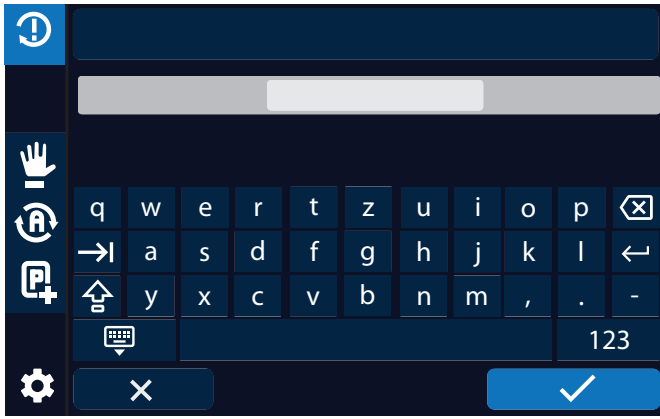 q w e r t z u i o p
A
a s d f g h j k l
P
y x c v b n m , . -
123